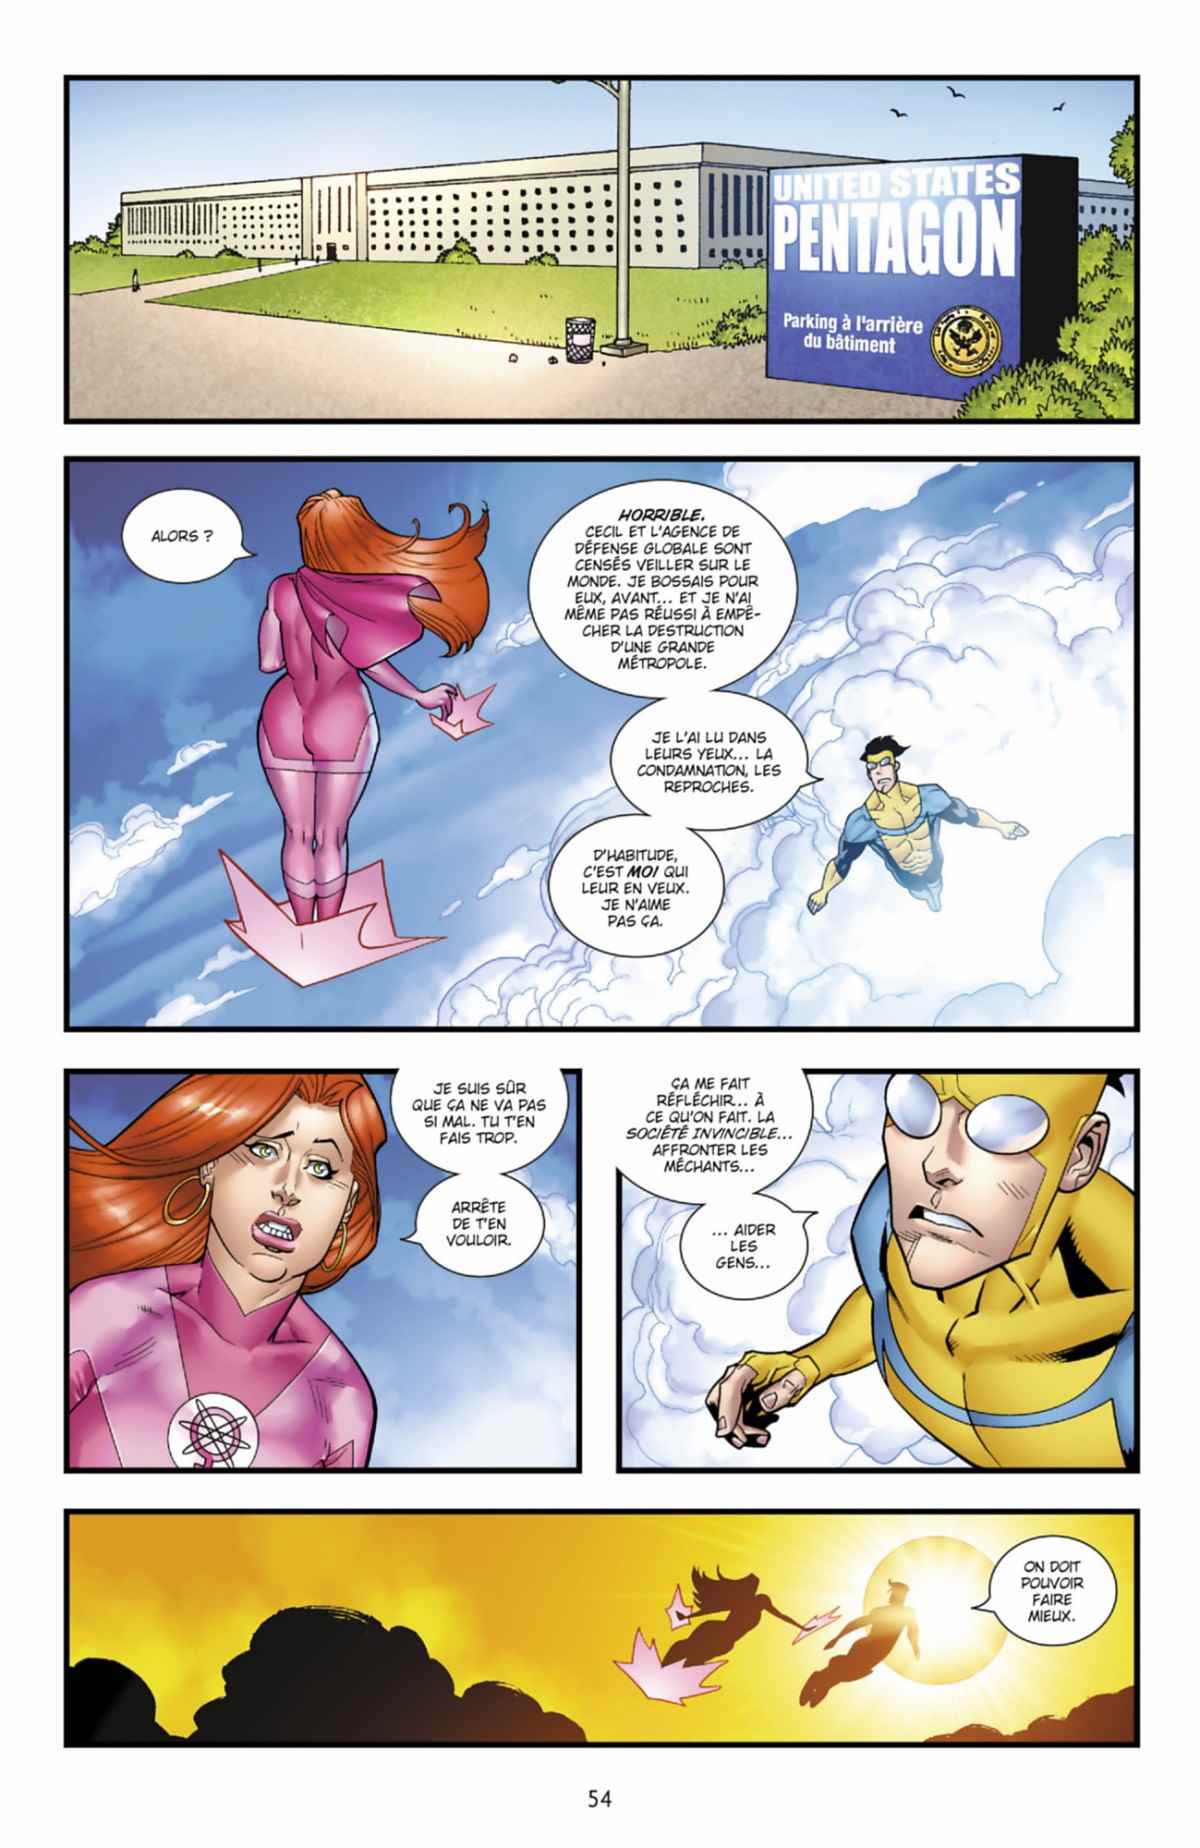 UNITED STATES
PENTAGON
Parking à l'arrière
du bâtiment
ALORS ?
HORRIBLE.
CECIL ET L'AGENCE DE
DÉFENSE GLOBALE SONT
CENSÉS VEILLER SUR LE
MONDE. JE BOSSAIS POUR
EUX, AVANT... ET JE N'AI
MÊME PAS RÉUSSI À EMPÊ-
CHER LA DESTRUCTION
D'UNE GRANDE
MÉTROPOLE.
JE L'AI LU DANS
LEURS YEUX... LA
CONDAMNATION, LES
REPROCHES.
D'HABITUDE,
C'EST MOI QUI
LEUR EN VEUX.
JE N'AIME
PAS ÇA.
JE SUIS SÛR
QUE ÇA NE VA PAS
SI MAL. TU T'EN
FAIS TROP.
ARRÊTE
DE T'EN
VOULOIR.
ÇA ME FAIT
RÉFLÉCHIR... À
CE QU'ON FAIT. LA
SOCIÉTÉ INVINCIBLE...
AFFRONTER LES
MÉCHANTS...
... AIDER
LES
GENS...
ON DOIT
POUVOIR
FAIRE
MIEUX.
54